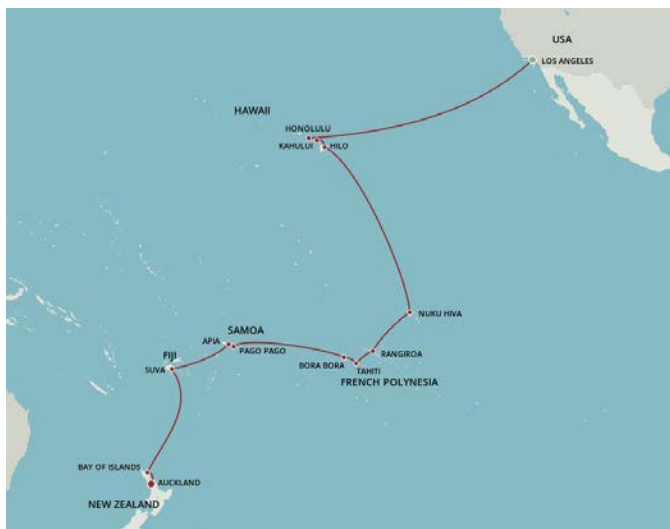 USA
LOS ANGELES
HAWAII
HONOLULU
KAHULUI
HILO
NUKU HIVA
SAMOA
APIA
PAGO PAGO
FIJI
SUVA
RANGIROA
BORA BORA
TAHITI
FRENCH POLYNESIA
BAY OF ISLANDS
AUCKLAND
NEW ZEALAND